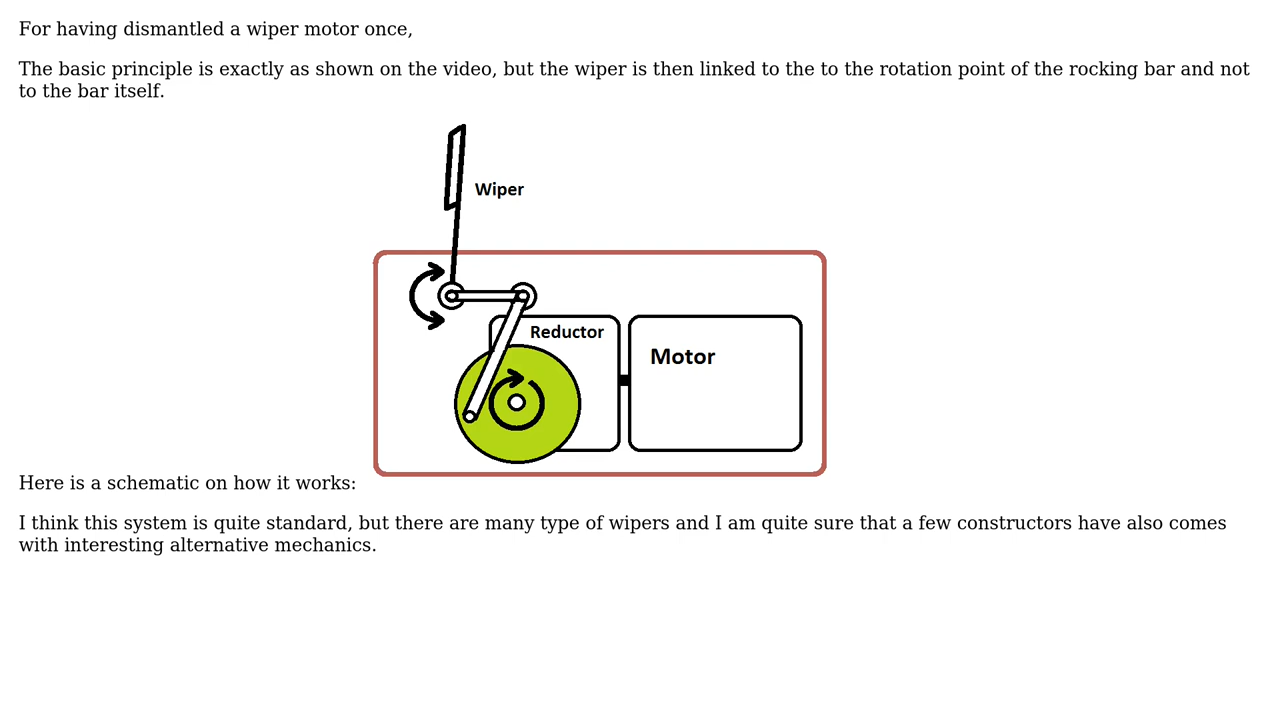 For having dismantled a wiper motor once,
The basic principle is exactly as shown on the video, but the wiper is then linked to the to the rotation point of the rocking bar and not
to the bar itself.
Wiper
Reductor
Motor
Here is a schematic on how it works:
I think this system is quite standard, but there are many type of wipers and I am quite sure that a few constructors have also comes
with interesting alternative mechanics.